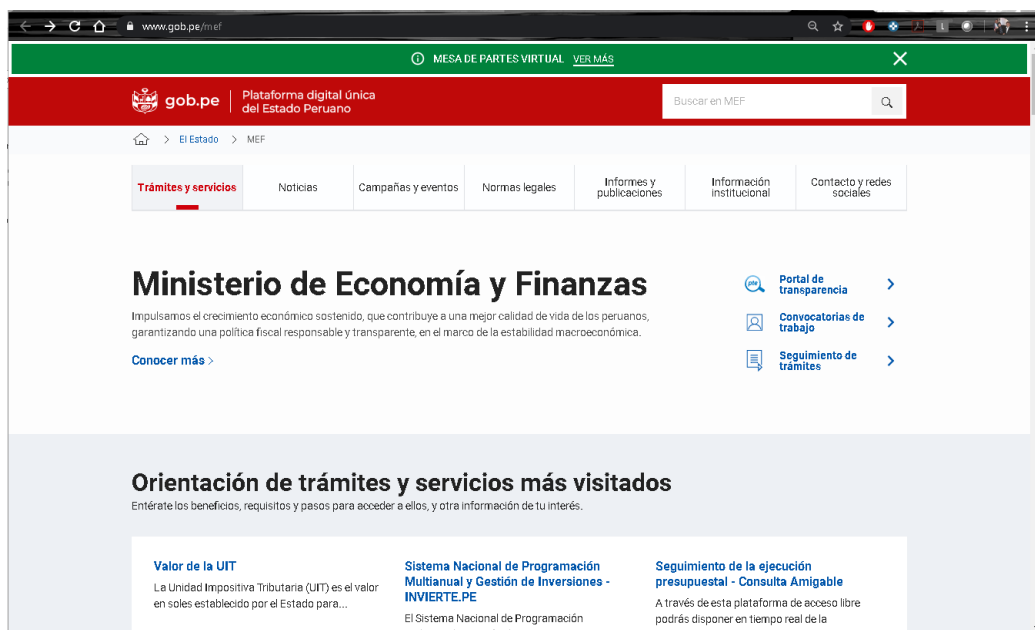 www.gob.pe/mef
MESA DE PARTES VIRTUAL VER MÁS
gob.pe
Plataforma digital única
del Estado Peruano
Buscar en MEF
El Estado > MEF
Trámites y servicios
Noticias
Campañas y eventos
Normas legales
Informes y
publicaciones
Información
institucional
Contacto y redes
sociales
Ministerio de Economía y Finanzas
Impulsamos el crecimiento económico sostenido, que contribuye a una mejor calidad de vida de los peruanos,
garantizando una política fiscal responsable y transparente, en el marco de la estabilidad macroeconómica.
Conocer más >
pte
Portal de
transparencia
Convocatorias de
trabajo
Seguimiento de
trámites
Orientación de trámites y servicios más visitados
Entérate los beneficios, requisitos y pasos para acceder a ellos, y otra información de tu interés.
Valor de la UIT
La Unidad Impositiva Tributaria (UIT) es el valor
en soles establecido por el Estado para...
Sistema Nacional de Programación
Multianual y Gestión de Inversiones -
INVIERTE.PE
El Sistema Nacional de Programación
Seguimiento de la ejecución
presupuestal - Consulta Amigable
A través de esta plataforma de acceso libre
podrás disponer en tiempo real de la